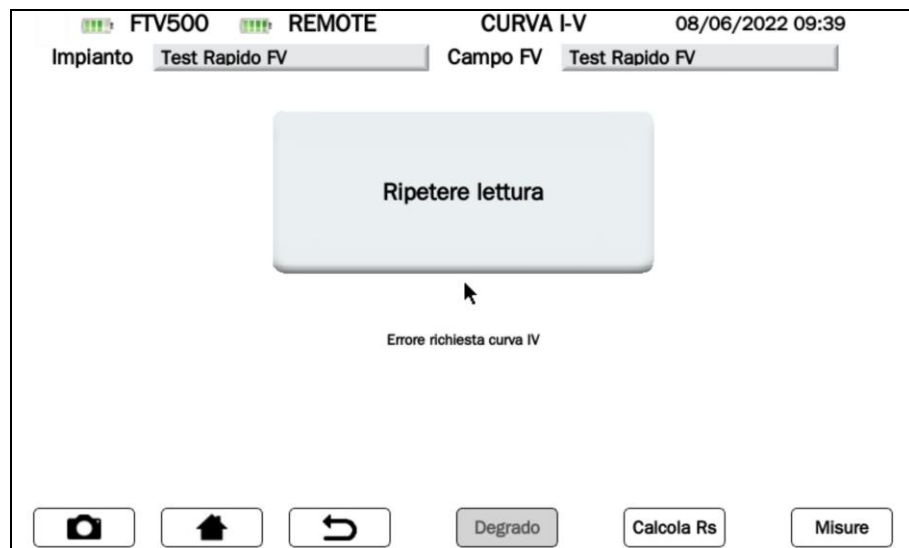 FTV500 REMOTE CURVA I-V 08/06/2022 09:39
Impianto Test Rapido FV Campo FV Test Rapido FV
Ripetere lettura
Errore richiesta curva IV
Degrado Calcola Rs Misure